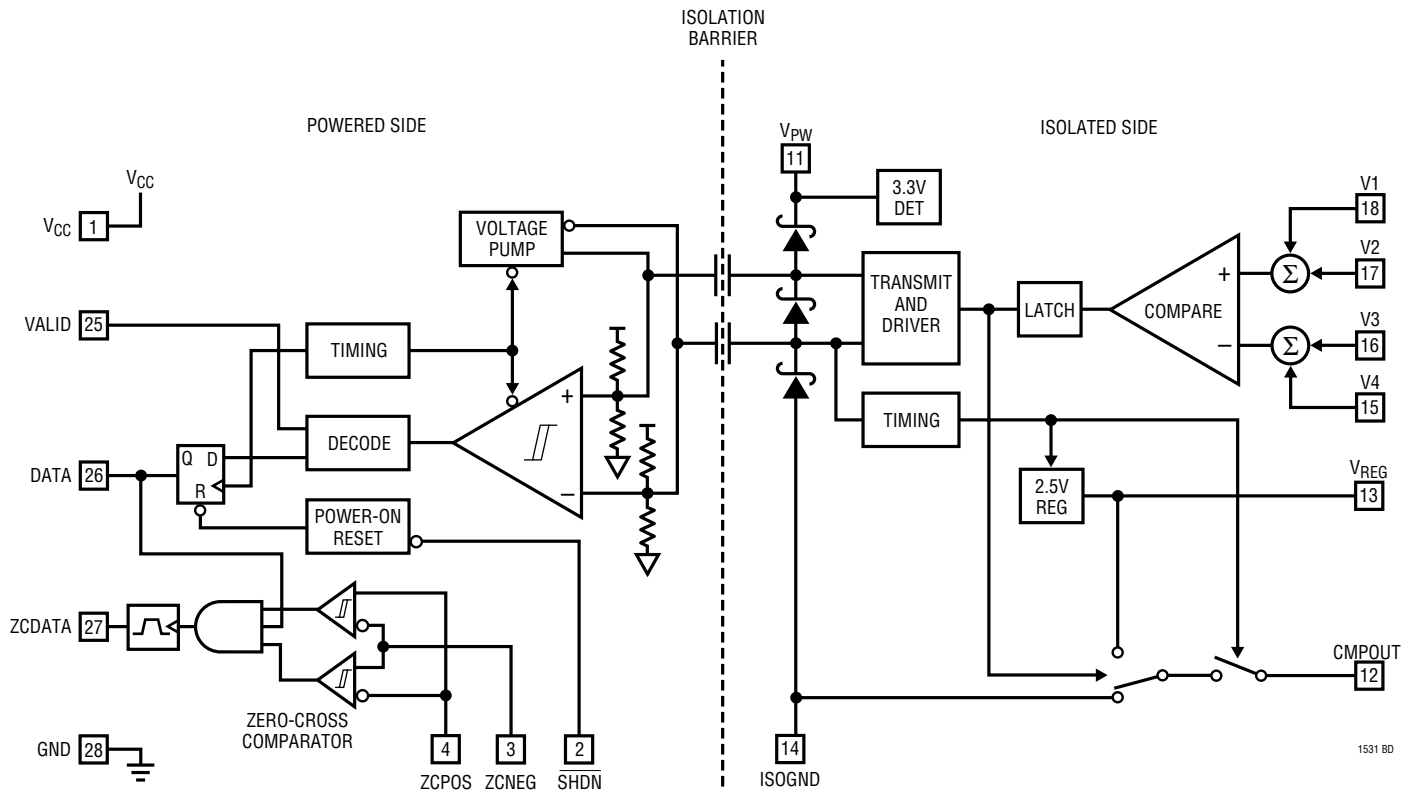 ISOLATION
BARRIER
POWERED SIDE
ISOLATED SIDE
VPW
11
3.3V
DET
VCC
VCC 1
VOLTAGE
PUMP
V1
18
V2
17
V3
16
V4
15
Σ
Σ
+
COMPARE
–
LATCH
TRANSMIT
AND
DRIVER
VALID 25
TIMING
TIMING
+
–
DECODE
DATA 26
Q D
R
POWER-ON
RESET
2.5V
REG
VREG
13
ZCDATA 27
CMPOUT
12
ZERO-CROSS
COMPARATOR
GND 28
4
ZCPOS
3
ZCNEG
2
SHDN
14
ISOGND
1531 BD